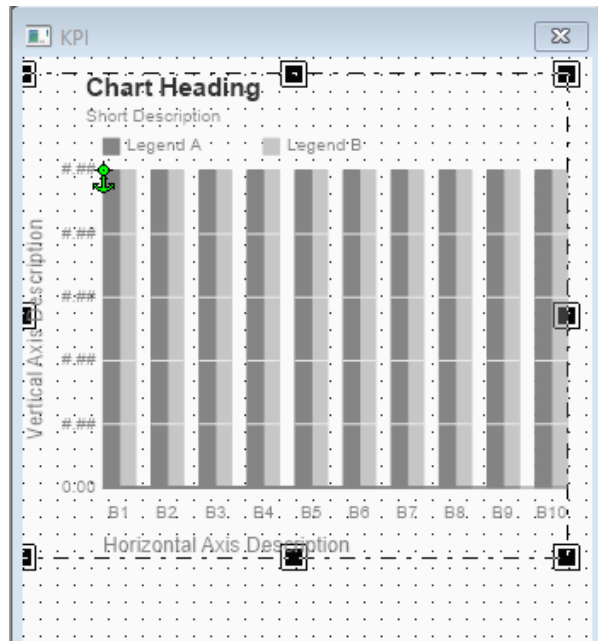 KPI
Chart Heading
Short Description
Legend A Legend B
#.##
#.##
#.##
#.##
#.##
0.00
Vertical Axis Description
B1 B2 B3 B4 B5 B6 B7 B8 B9 B10
Horizontal Axis Description